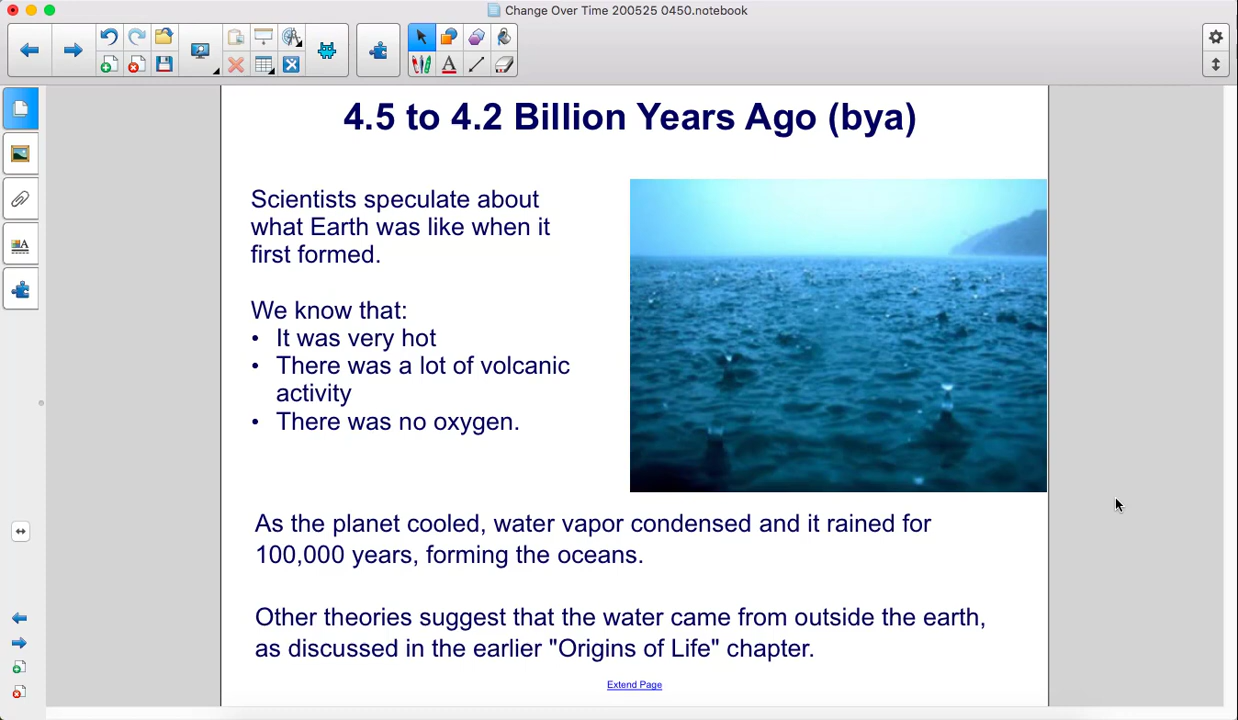 Change Over Time 200525 0450.notebook
4.5 to 4.2 Billion Years Ago (bya)
Scientists speculate about
what Earth was like when it
first formed.
We know that:
• It was very hot
• There was a lot of volcanic
activity
• There was no oxygen.
As the planet cooled, water vapor condensed and it rained for
100,000 years, forming the oceans.
Other theories suggest that the water came from outside the earth,
as discussed in the earlier "Origins of Life" chapter.
Extend Page